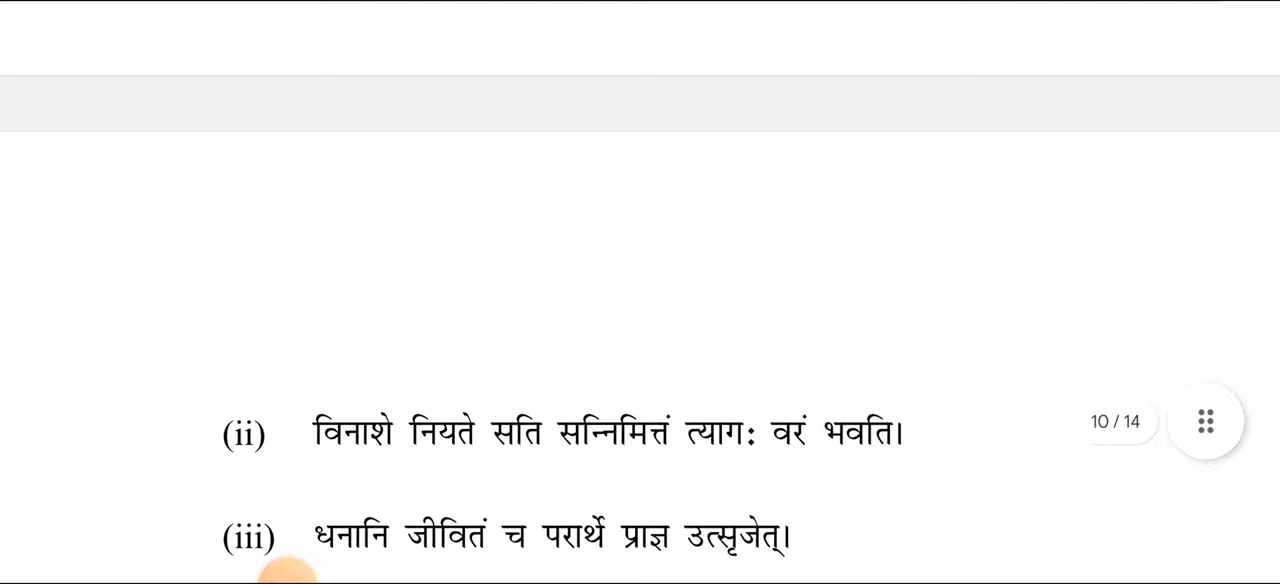 (ii) विनाशे नियते सति सन्निमित्तं त्यागः वरं भवति।
10 / 14
(iii) धनानि जीवितं च परार्थे प्राज्ञ उत्सृजेत्।